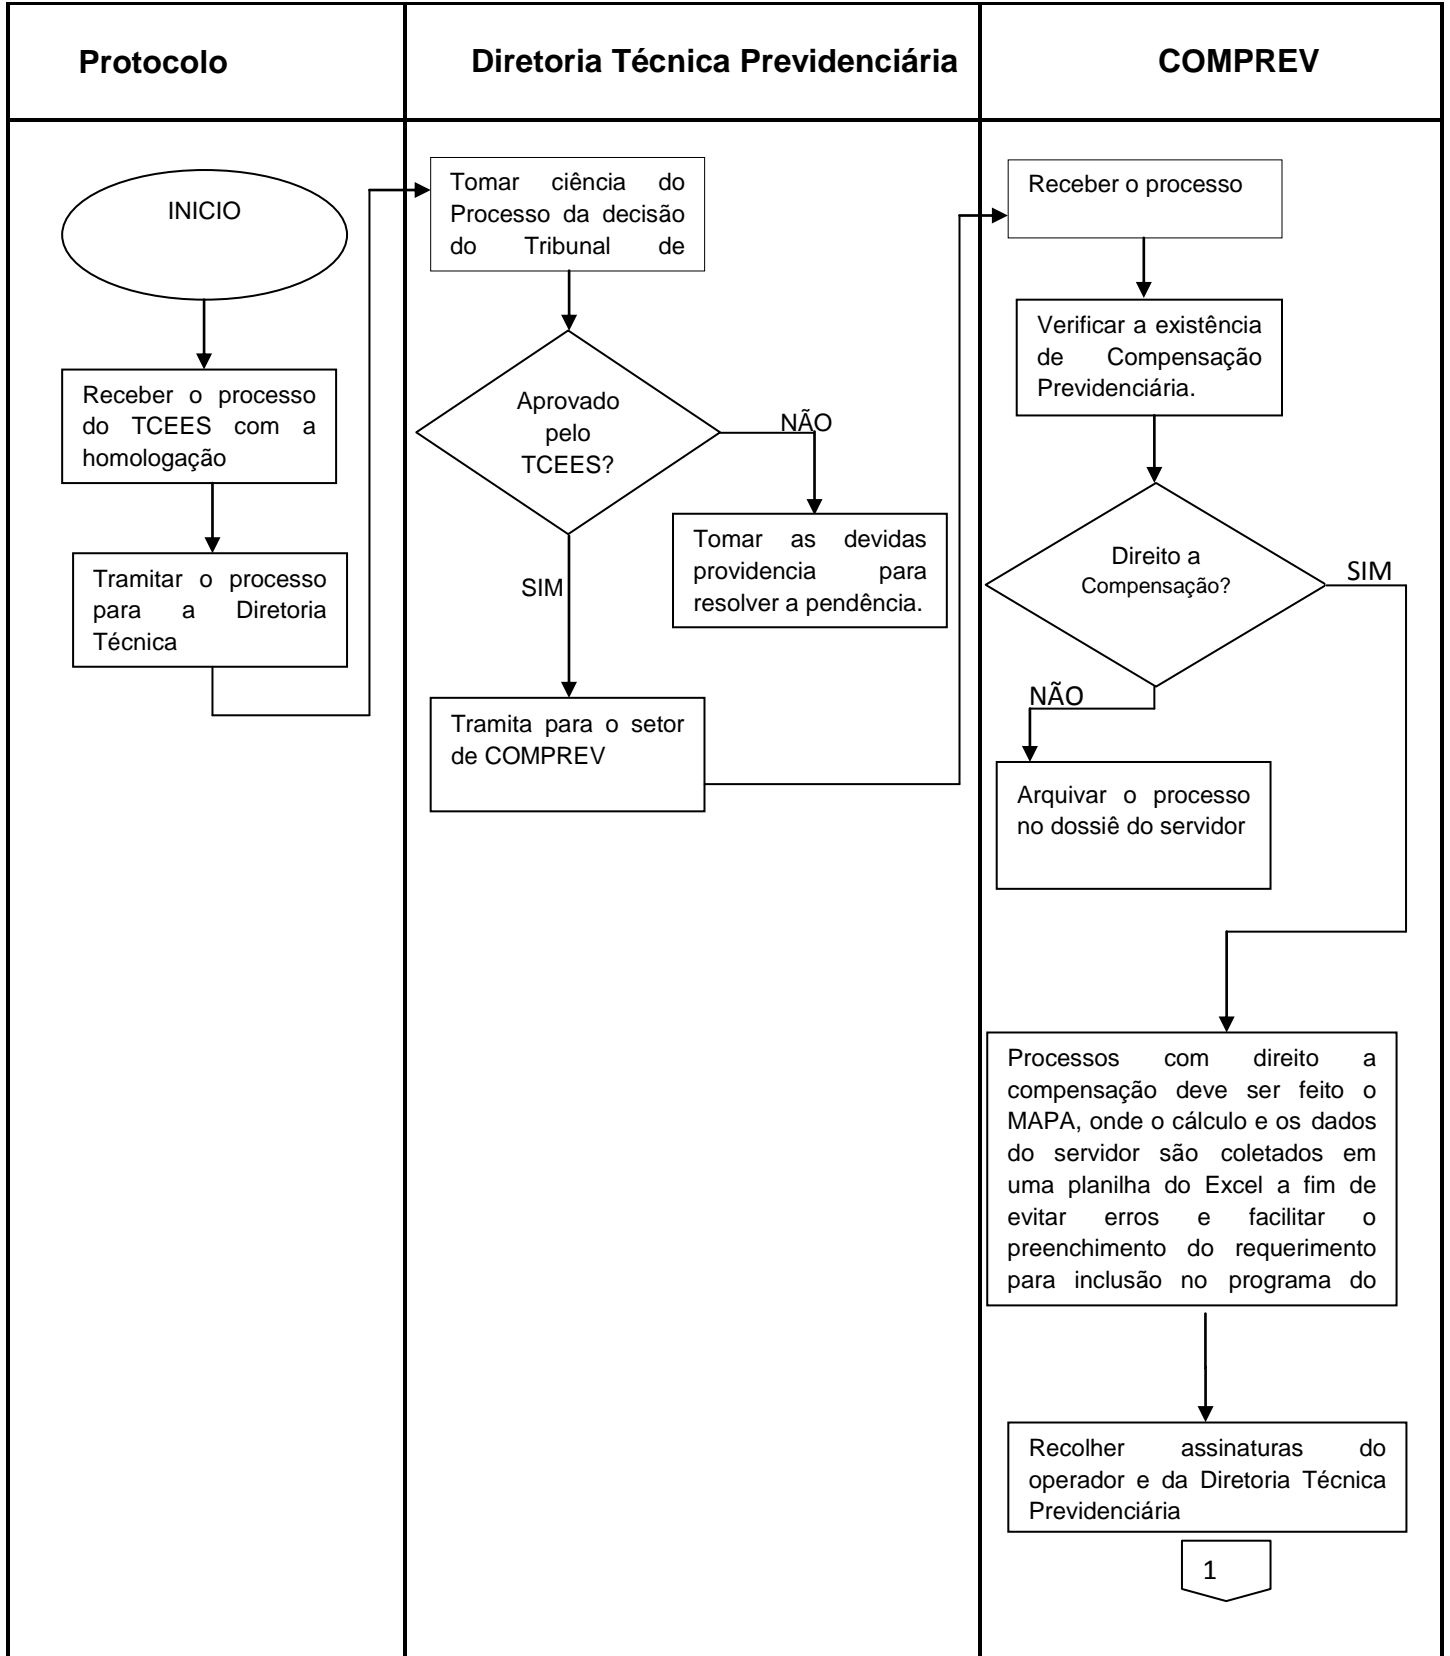 Protocolo
Diretoria Técnica Previdenciária
COMPREV
INICIO
Receber o processo
do TCEES com a
homologação
Tramitar o processo
para a Diretoria
Técnica
Tomar ciência do
Processo da decisão
do Tribunal de
Aprovado
pelo
TCEES?
NÃO
Tomar as devidas
providencia para
resolver a pendência.
SIM
Tramita para o setor
de COMPREV
Receber o processo
Verificar a existência
de Compensação
Previdenciária.
Direito a
Compensação?
SIM
NÃO
Arquivar o processo
no dossiê do servidor
Processos com direito a
compensação deve ser feito o
MAPA, onde o cálculo e os dados
do servidor são coletados em
uma planilha do Excel a fim de
evitar erros e facilitar o
preenchimento do requerimento
para inclusão no programa do
Recolher assinaturas do
operador e da Diretoria Técnica
Previdenciária
1